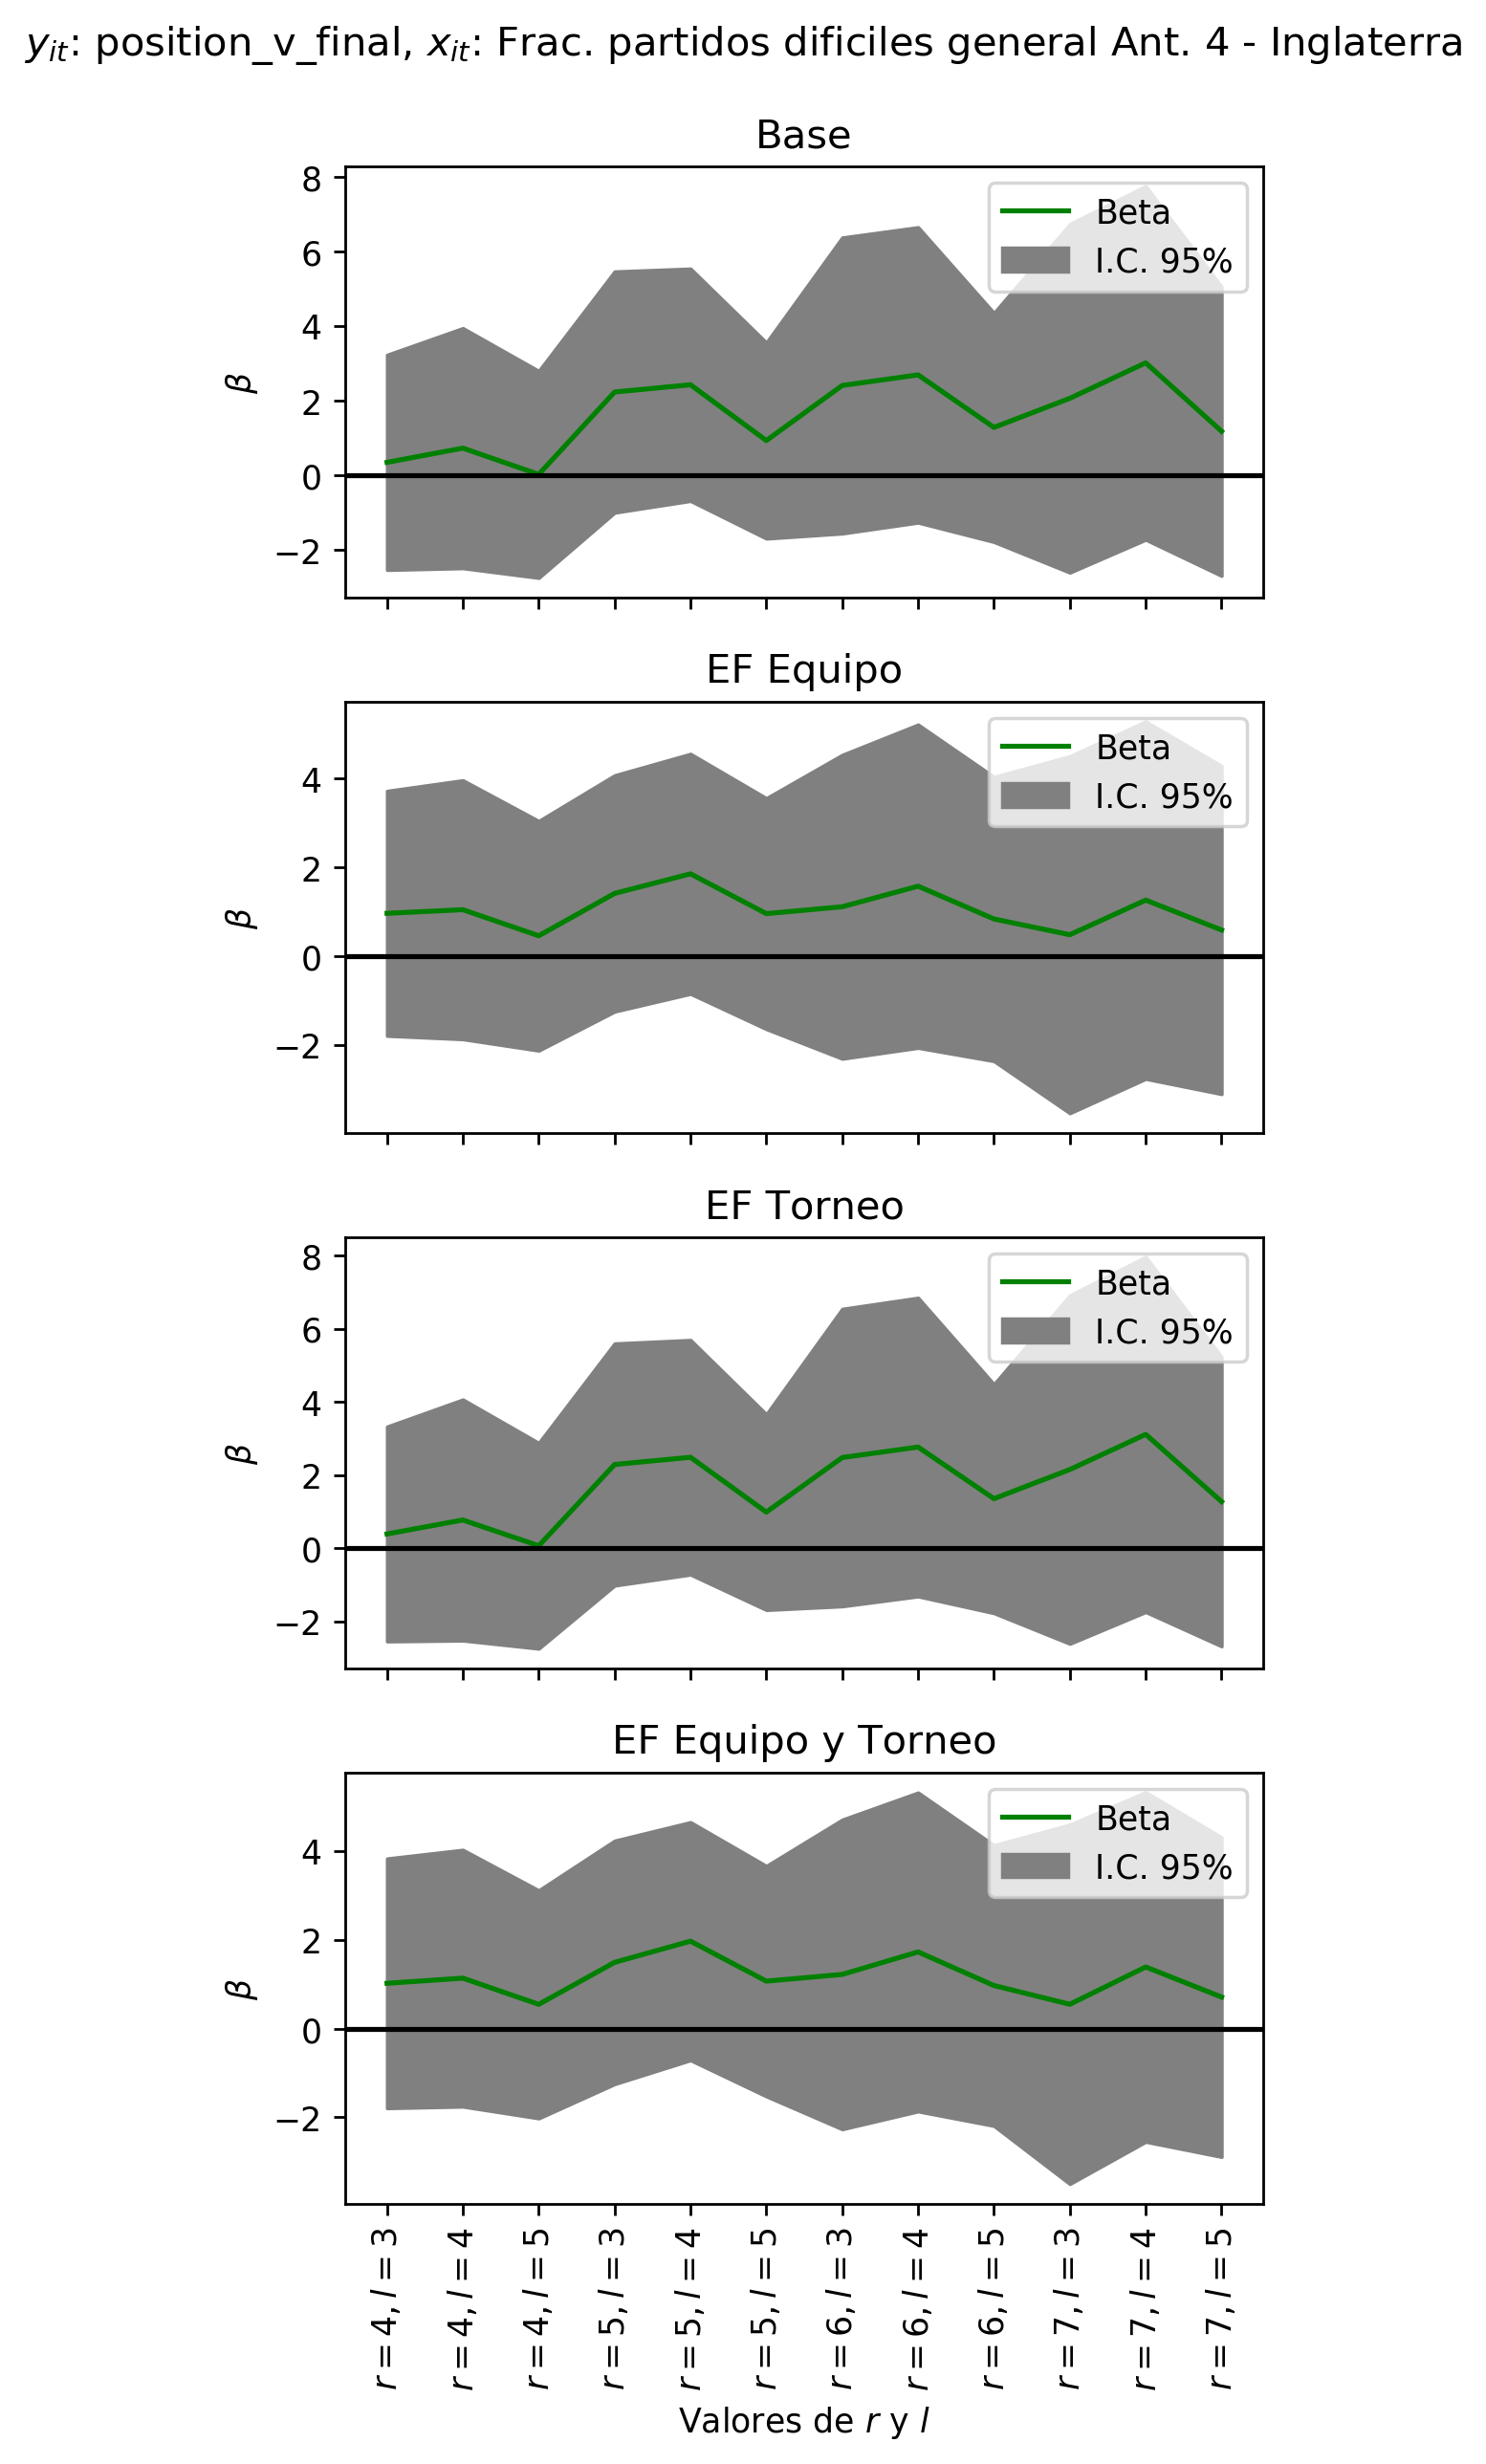 y_it: position_v_final, x_it: Frac. partidos dificiles general Ant. 4 - Inglaterra
Base
8
6
4
2
0
−2
β
Beta
I.C. 95%
EF Equipo
4
2
0
−2
β
Beta
I.C. 95%
EF Torneo
8
6
4
2
0
−2
β
Beta
I.C. 95%
EF Equipo y Torneo
4
2
0
−2
β
Beta
I.C. 95%
r = 4, l = 3
r = 4, l = 4
r = 4, l = 5
r = 5, l = 3
r = 5, l = 4
r = 5, l = 5
r = 6, l = 3
r = 6, l = 4
r = 6, l = 5
r = 7, l = 3
r = 7, l = 4
r = 7, l = 5
Valores de r y l